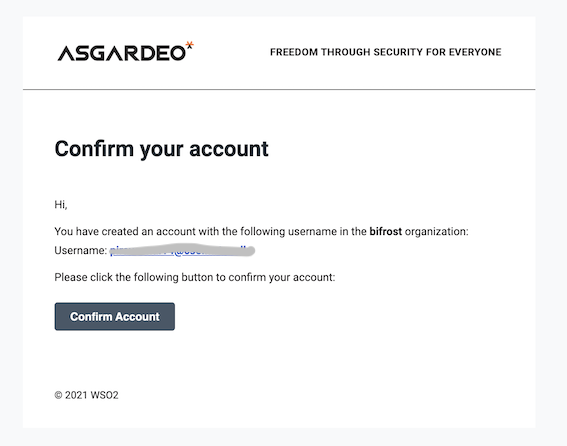 ASGARDEO
FREEDOM THROUGH SECURITY FOR EVERYONE
Confirm your account
Hi,
You have created an account with the following username in the bifrost organization:
Username:
Please click the following button to confirm your account:
Confirm Account
© 2021 WSO2